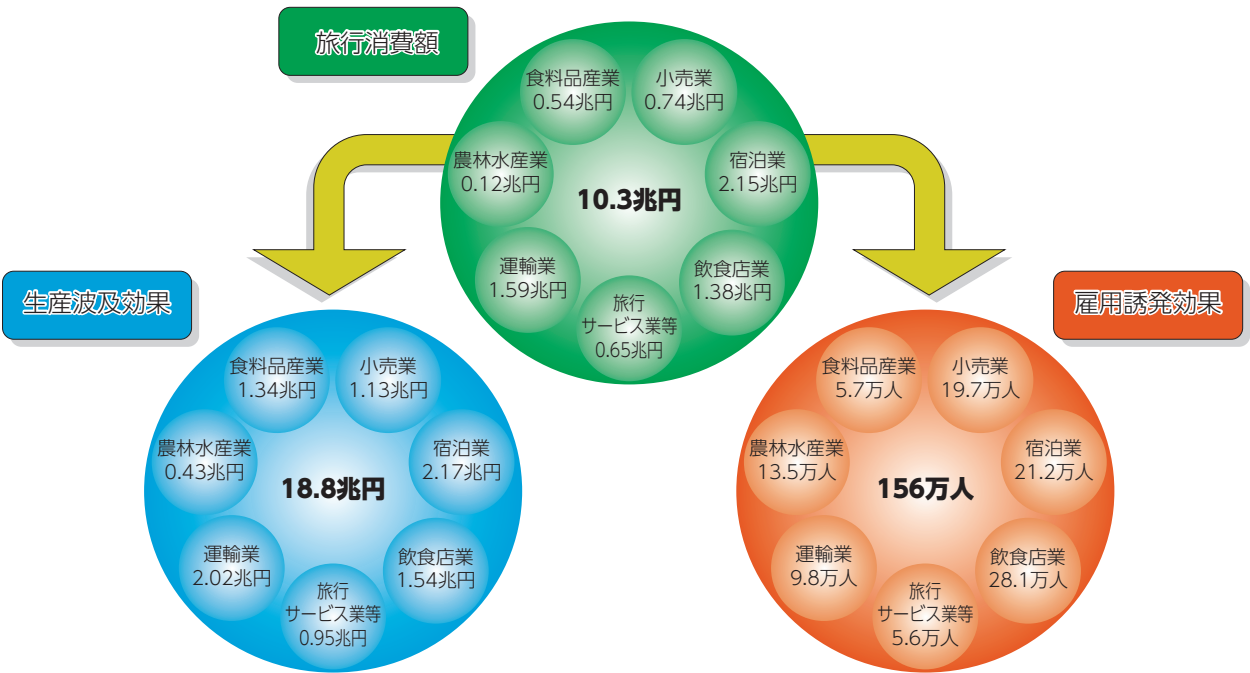 旅行消費額
食料品産業
0.54兆円
小売業
0.74兆円
農林水産業
0.12兆円
宿泊業
2.15兆円
10.3兆円
運輸業
1.59兆円
飲食店業
1.38兆円
旅行
サービス業等
0.65兆円
生産波及効果
食料品産業
1.34兆円
小売業
1.13兆円
農林水産業
0.43兆円
宿泊業
2.17兆円
18.8兆円
運輸業
2.02兆円
飲食店業
1.54兆円
旅行
サービス業等
0.95兆円
雇用誘発効果
食料品産業
5.7万人
小売業
19.7万人
農林水産業
13.5万人
宿泊業
21.2万人
156万人
運輸業
9.8万人
飲食店業
28.1万人
旅行
サービス業等
5.6万人